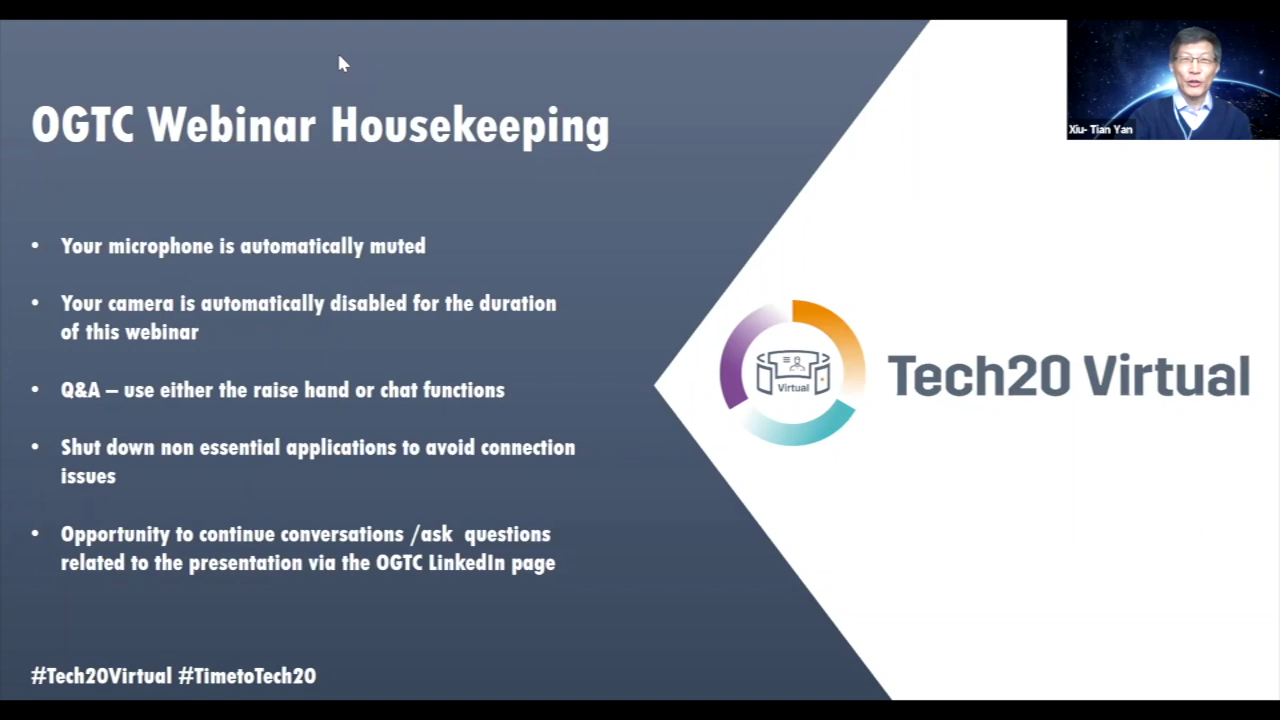 OGTC Webinar Housekeeping
• Your microphone is automatically muted
• Your camera is automatically disabled for the duration
of this webinar
• Q&A – use either the raise hand or chat functions
• Shut down non essential applications to avoid connection
issues
• Opportunity to continue conversations /ask  questions
related to the presentation via the OGTC LinkedIn page
#Tech20Virtual #TimetoTech20
Xiu- Tian Yan
Virtual
Tech20 Virtual